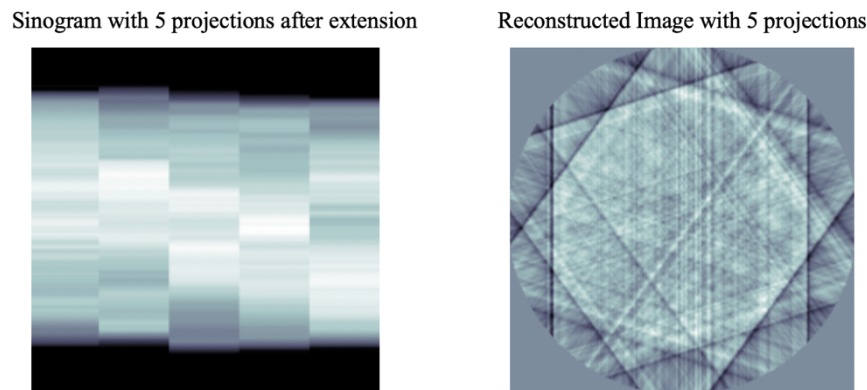 Sinogram with 5 projections after extension
Reconstructed Image with 5 projections